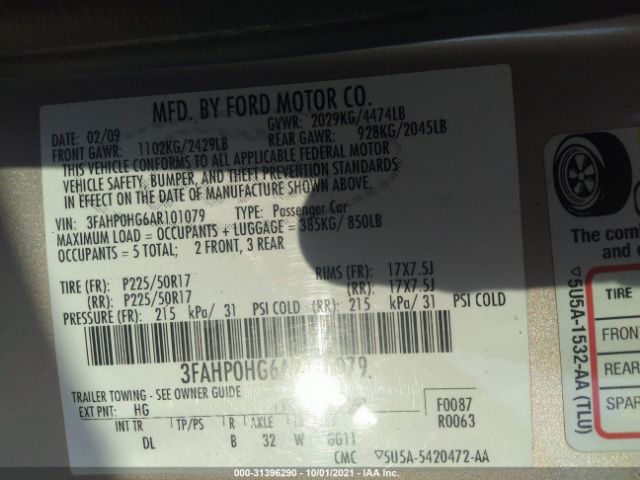 MFD. BY FORD MOTOR CO.
DATE: 02/09 GVWR: 2029KG/4474LB
FRONT GAWR: 1102KG/2429LB REAR GAWR: 928KG/2045LB
THIS VEHICLE CONFORMS TO ALL APPLICABLE FEDERAL MOTOR
VEHICLE SAFETY, BUMPER, AND THEFT PREVENTION STANDARDS
IN EFFECT ON THE DATE OF MANUFACTURE SHOWN ABOVE.
VIN: 3FAHP0HG6AR101079 TYPE: Passenger Car
MAXIMUM LOAD = OCCUPANTS + LUGGAGE = 385KG/ 850LB
OCCUPANTS = 5 TOTAL; 2 FRONT, 3 REAR
TIRE (FR): P225/50R17 RIMS (FR): 17X7.5J
(RR): P225/50R17 (RR): 17X7.5J
PRESSURE (FR): 215 kPa/ 31 PSI COLD (RR): 215 kPa/ 31 PSI COLD
3FAHP0HG6A 1079.
TRAILER TOWING - SEE OWNER GUIDE
EXT PNT: HG F0087
R0063
INT TR TP/PS R AXLE
DL B 32 W GG11
CMC ▽5U5A-5420472-AA
The comb
and c
TIRE
FRONT
REAR
SPAR
▽5U5A-1532-AA (TLU)
000-31396290 - 10/01/2021 - IAA Inc.